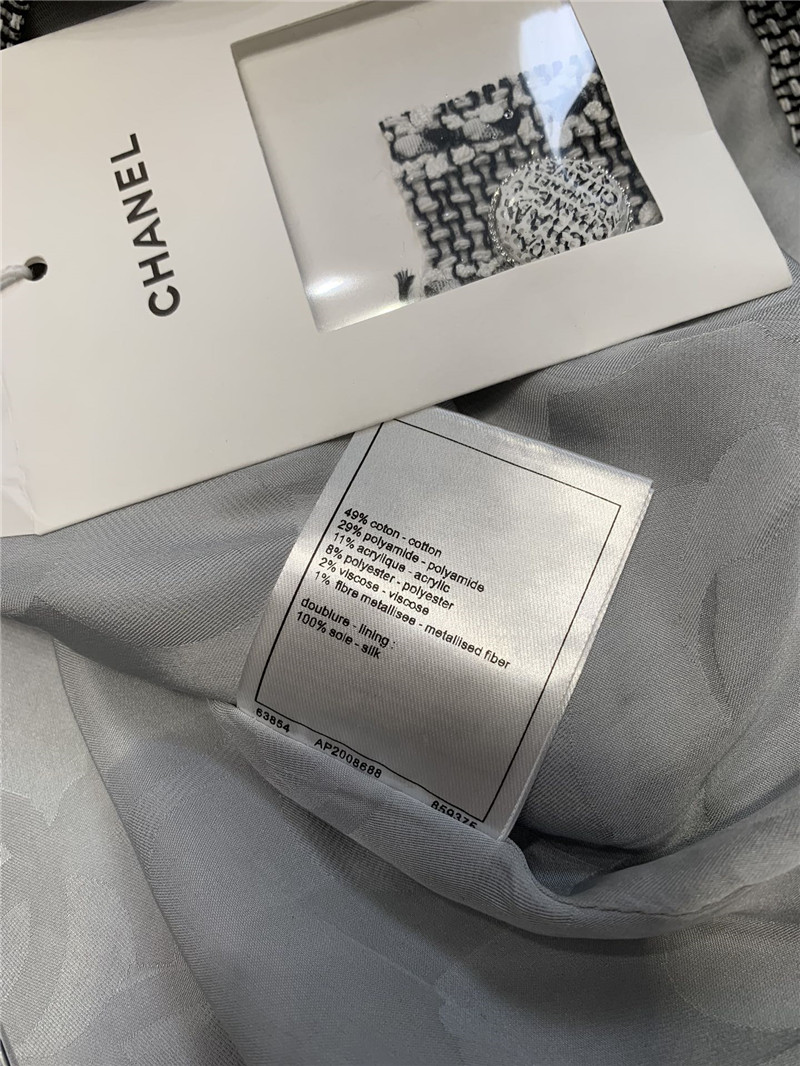 CHANEL
49% coton - cotton
29% polyamide - polyamide
11% acrylique - acrylic
8% polyester - polyester
2% viscose - viscose
1% fibre metallises - metallised fiber
doublure - lining :
100% soie - silk
63854 AP2008688 859375